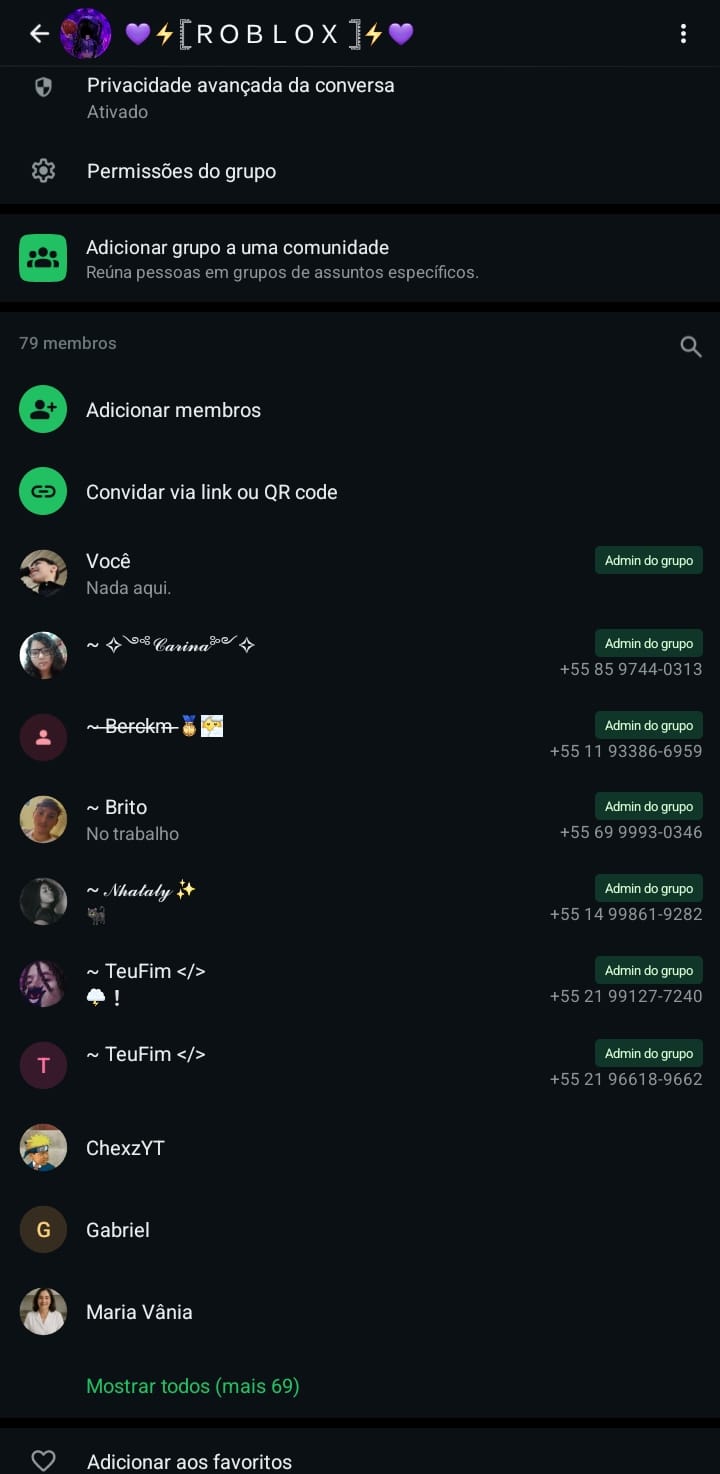 💜⚡⟦ＲＯＢＬＯＸ⟧⚡💜
Privacidade avançada da conversa
Ativado
Permissões do grupo
Adicionar grupo a uma comunidade
Reúna pessoas em grupos de assuntos específicos.
79 membros
Adicionar membros
Convidar via link ou QR code
Você
Admin do grupo
Nada aqui.
~ ✧༺𝒞𝒶𝓇𝒾𝓃𝒶༻✧
Admin do grupo
+55 85 9744-0313
~ Berckm 🏅
Admin do grupo
+55 11 93386-6959
~ Brito
Admin do grupo
No trabalho
+55 69 9993-0346
~ 𝒩𝒽𝒶𝓉𝒶𝓁𝓎 ✨
Admin do grupo
🐈‍⬛
+55 14 99861-9282
~ TeuFim </>
Admin do grupo
🌩️ !
+55 21 99127-7240
T
~ TeuFim </>
Admin do grupo
+55 21 96618-9662
ChexzYT
G
Gabriel
Maria Vânia
Mostrar todos (mais 69)
Adicionar aos favoritos